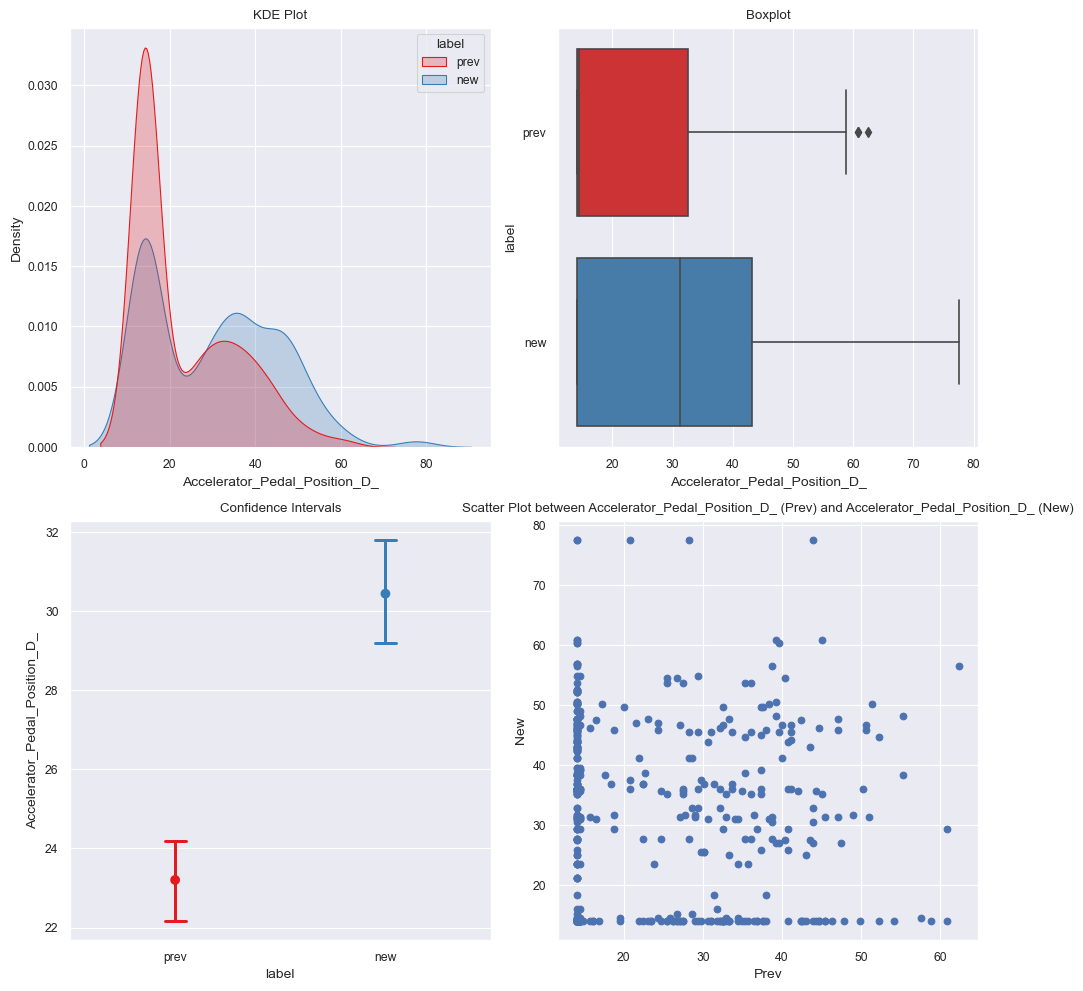 KDE Plot
label
prev
new
0.030
0.025
0.020
0.015
0.010
0.005
0.000
Density
0 20 40 60 80
Accelerator_Pedal_Position_D_
Boxplot
prev
new
label
20 30 40 50 60 70 80
Accelerator_Pedal_Position_D_
Confidence Intervals
32
30
28
26
24
22
Accelerator_Pedal_Position_D_
prev new
label
Scatter Plot between Accelerator_Pedal_Position_D_ (Prev) and Accelerator_Pedal_Position_D_ (New)
80
70
60
50
40
30
20
New
20 30 40 50 60
Prev